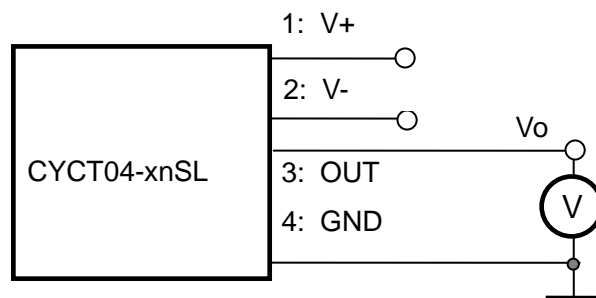 1: V+
2: V-
Vo
CYCT04-xnSL
3: OUT
V
4: GND